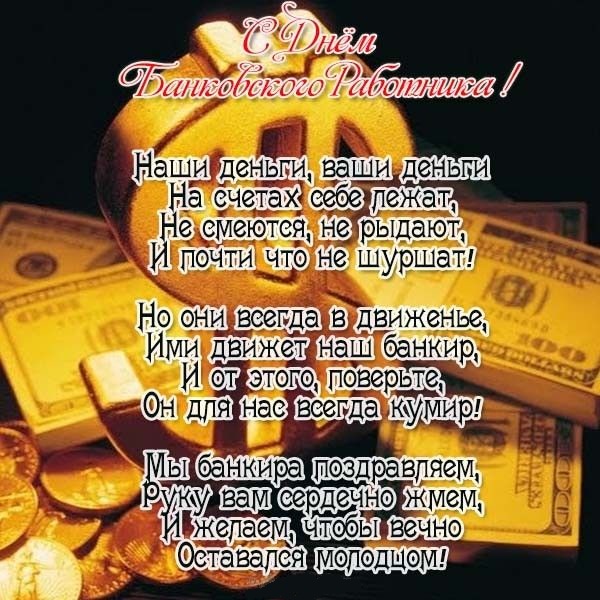 С Днём
Банковского Работника !
Наши деньги, ваши деньги
На счетах себе лежат,
Не смеются, не рыдают,
И почти что не шуршат!
Но они всегда в движенье,
Ими движет наш банкир,
И от этого, поверьте,
Он для нас всегда кумир!
Мы банкира поздравляем,
Руку вам сердечно жмем,
И желаем, чтобы вечно
Оставался молодцом!
100